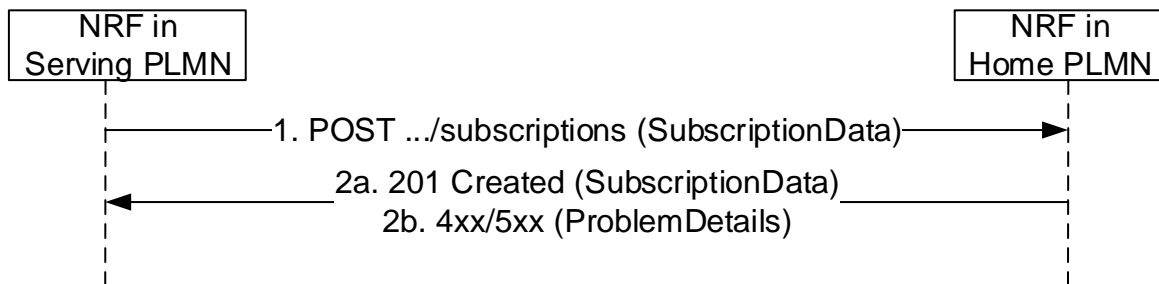 NRF in
Serving PLMN
NRF in
Home PLMN
1. POST .../subscriptions (SubscriptionData)
2a. 201 Created (SubscriptionData)
2b. 4xx/5xx (ProblemDetails)